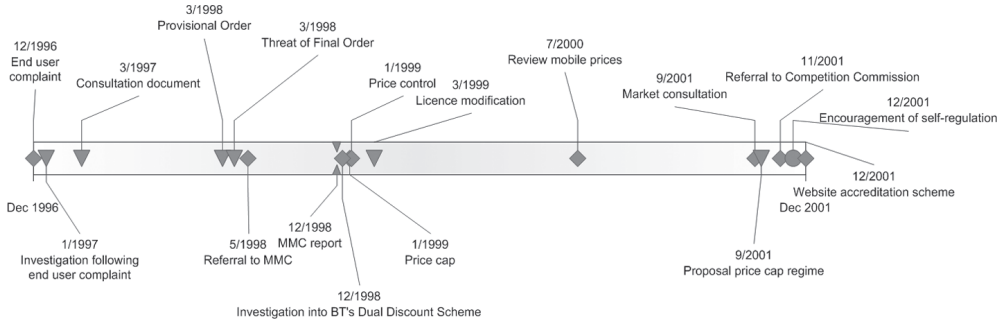 3/1998
Provisional Order
3/1998
Threat of Final Order
12/1996
End user
complaint
3/1997
Consultation document
1/1999
Price control
3/1999
Licence modification
7/2000
Review mobile prices
9/2001
Market consultation
11/2001
Referral to Competition Commission
12/2001
Encouragement of self-regulation
Dec 1996
12/2001
Website accreditation scheme
Dec 2001
1/1997
Investigation following
end user complaint
5/1998
Referral to MMC
12/1998
MMC report
1/1999
Price cap
9/2001
Proposal price cap regime
12/1998
Investigation into BT's Dual Discount Scheme